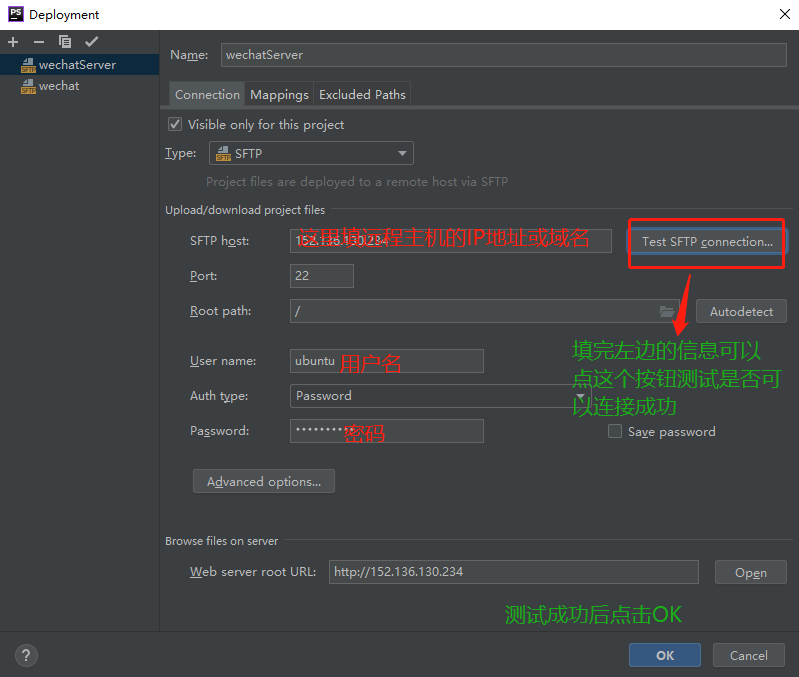 PS Deployment
wechatServer
wechat
Name: wechatServer
Connection Mappings Excluded Paths
Visible only for this project
Type: SFTP
Project files are deployed to a remote host via SFTP
Upload/download project files
SFTP host: 152.136.130.234 Test SFTP connection...
这里填远程主机的IP地址或域名
Port: 22
Root path: / Autodetect
填完左边的信息可以
点这个按钮测试是否可
以连接成功
User name: ubuntu 用户名
Auth type: Password
Password: •••••••••• 密码
Save password
Advanced options...
Browse files on server
Web server root URL: http://152.136.130.234 Open
测试成功后点击OK
? OK Cancel